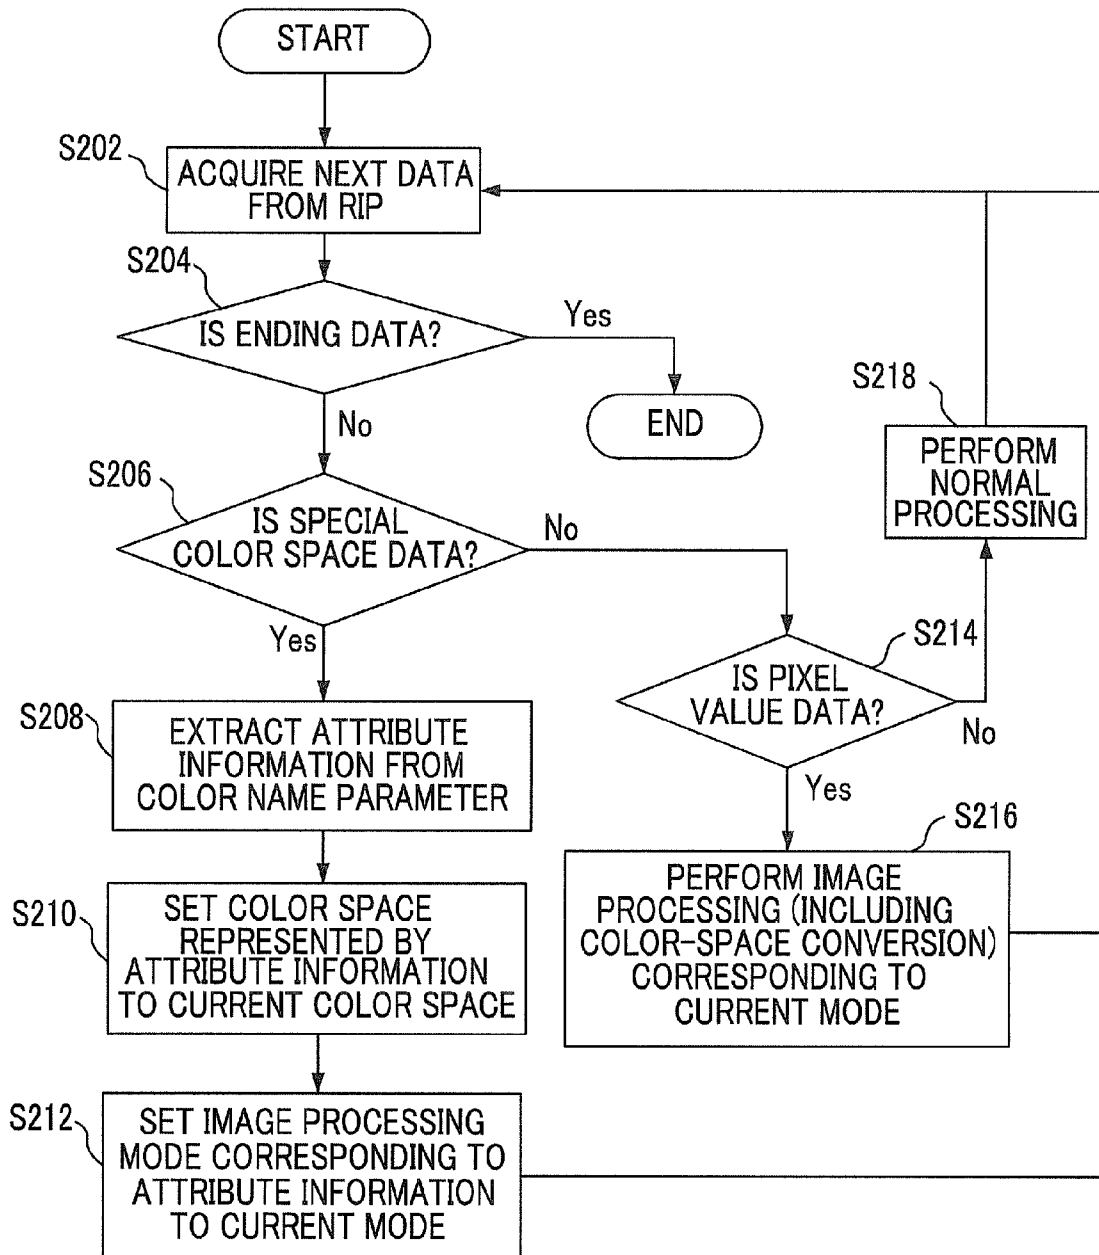 START
S202
ACQUIRE NEXT DATA
FROM RIP
S204
IS ENDING DATA?
Yes
END
No
S206
IS SPECIAL
COLOR SPACE DATA?
No
Yes
S218
PERFORM
NORMAL
PROCESSING
S214
IS PIXEL
VALUE DATA?
No
Yes
S208
EXTRACT ATTRIBUTE
INFORMATION FROM
COLOR NAME PARAMETER
S216
PERFORM IMAGE
PROCESSING (INCLUDING
COLOR-SPACE CONVERSION)
CORRESPONDING TO
CURRENT MODE
S210
SET COLOR SPACE
REPRESENTED BY
ATTRIBUTE INFORMATION
TO CURRENT COLOR SPACE
S212
SET IMAGE PROCESSING
MODE CORRESPONDING TO
ATTRIBUTE INFORMATION
TO CURRENT MODE